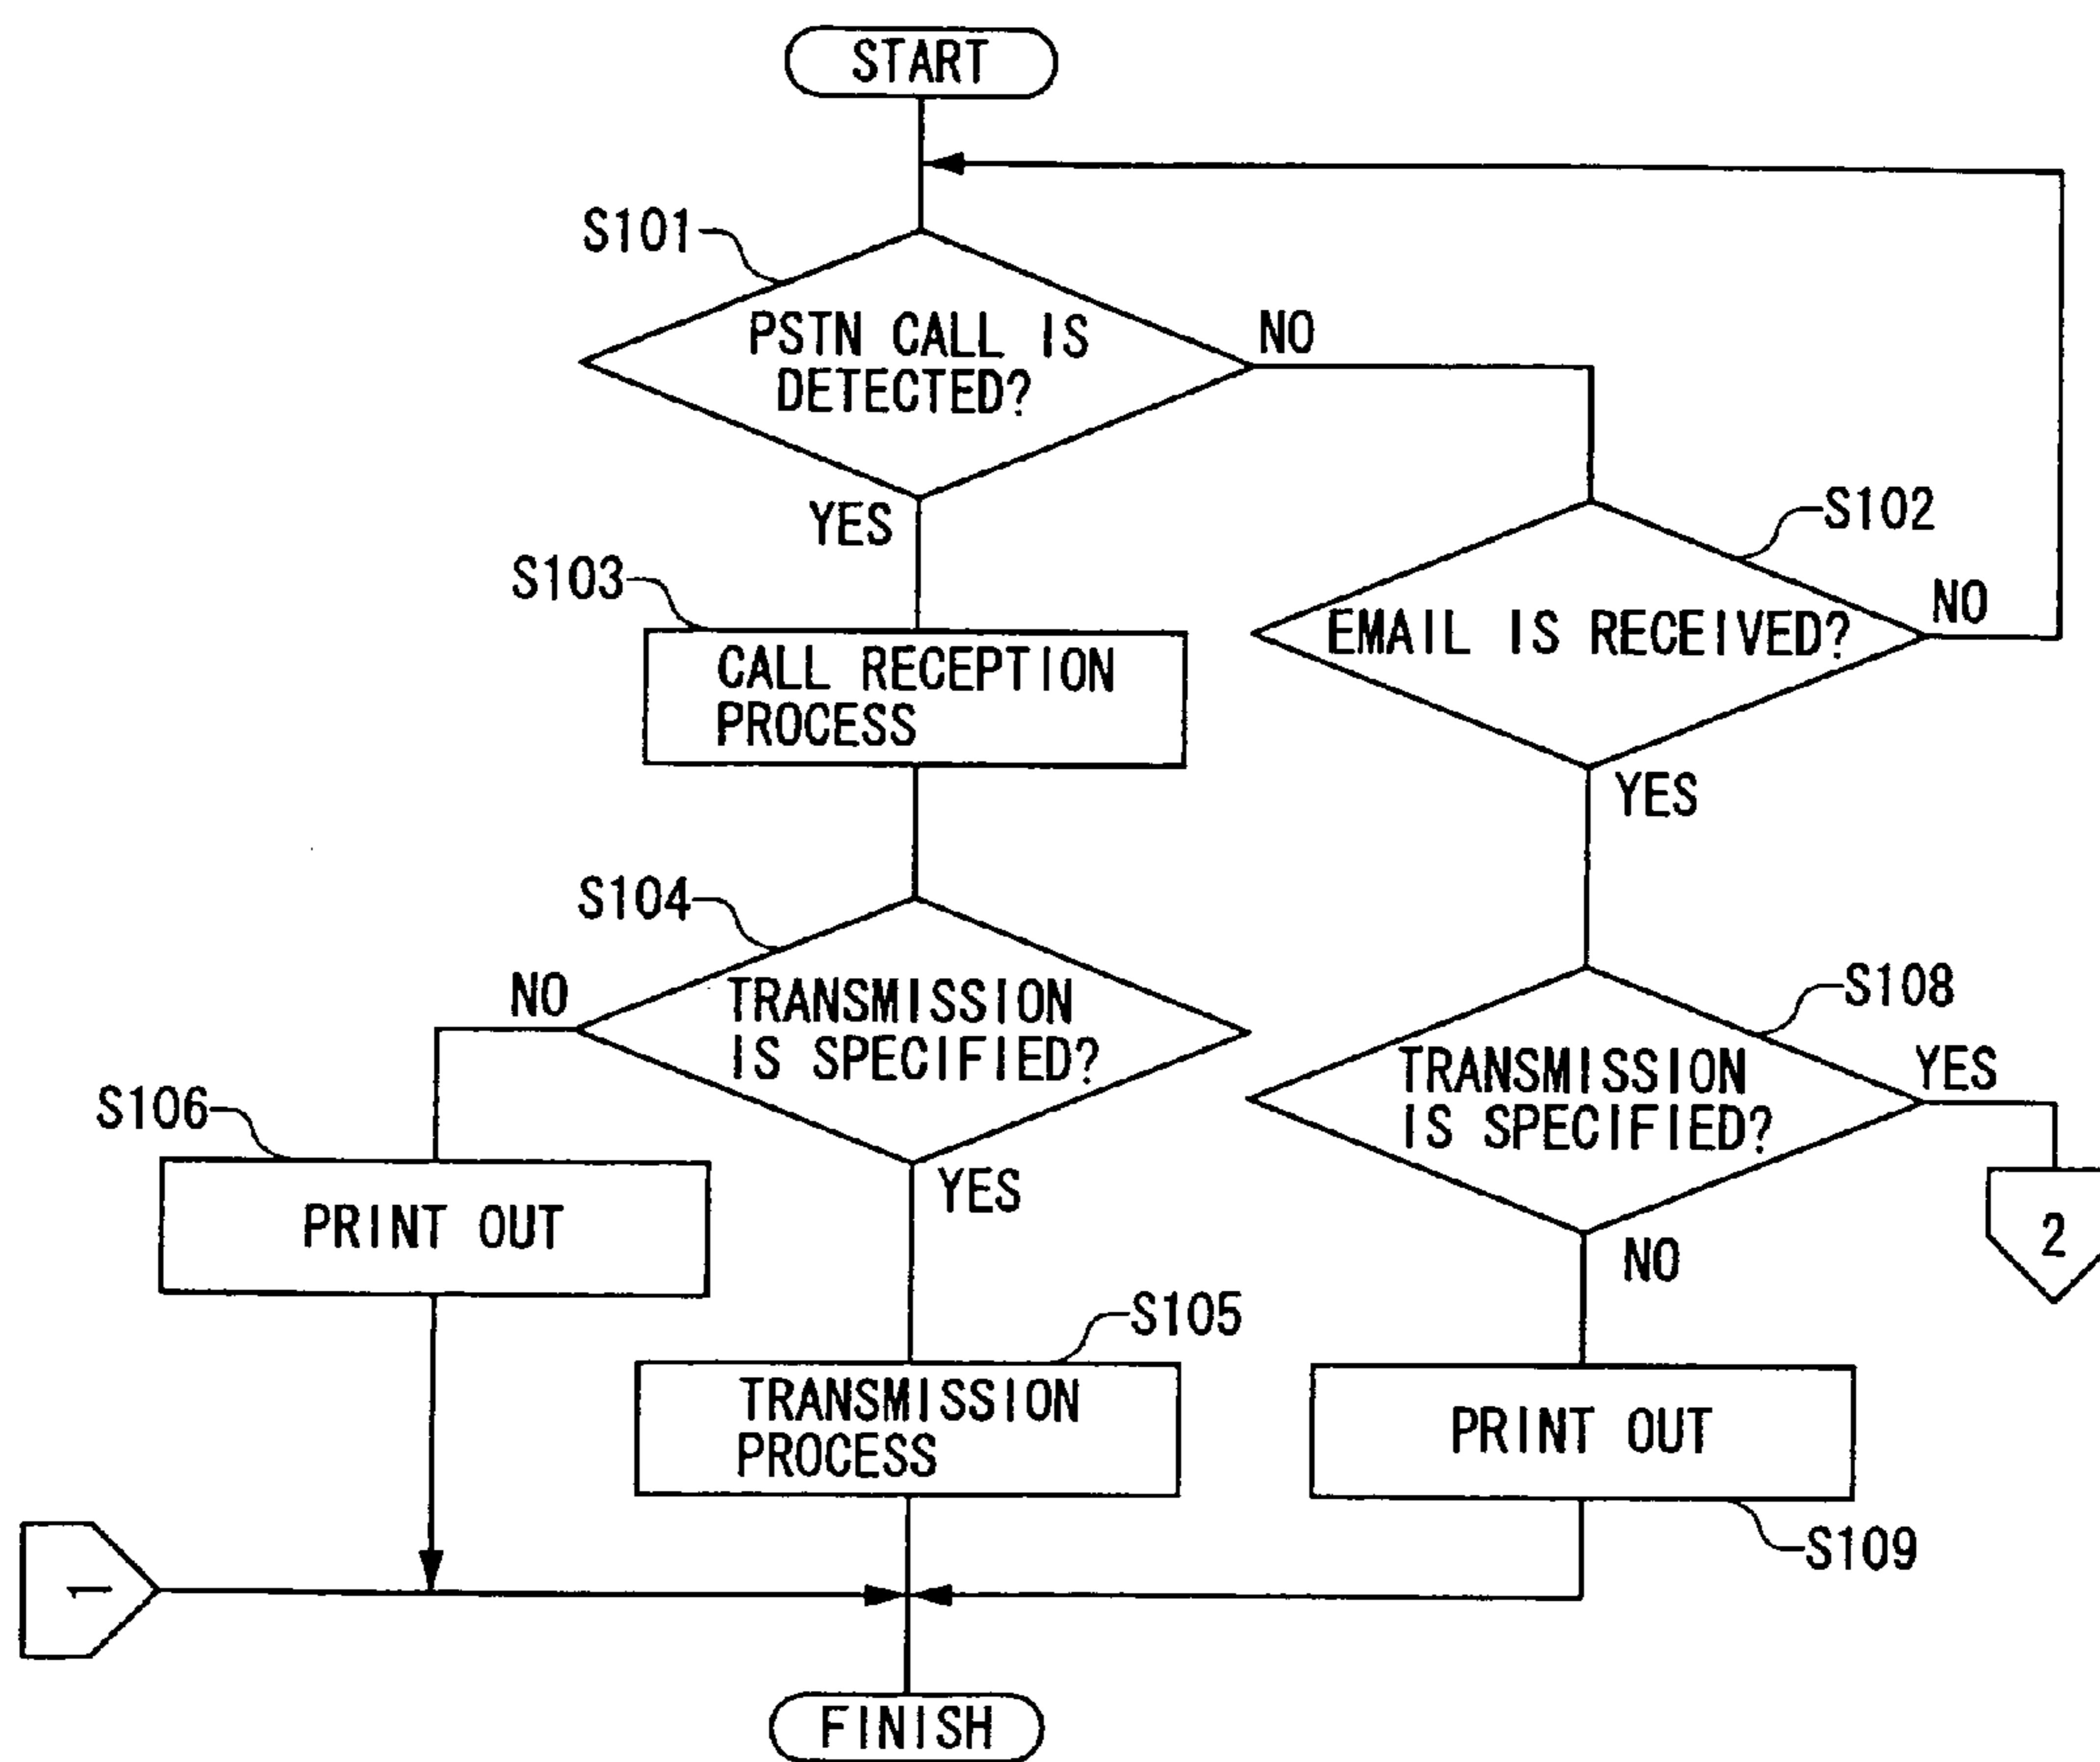 START
S101
PSTN CALL IS
DETECTED?
NO
YES
S102
EMAIL IS RECEIVED?
NO
YES
S103
CALL RECEPTION
PROCESS
S104
TRANSMISSION
IS SPECIFIED?
NO
YES
S108
TRANSMISSION
IS SPECIFIED?
YES
NO
2
S106
PRINT OUT
S105
TRANSMISSION
PROCESS
PRINT OUT
S109
1
FINISH